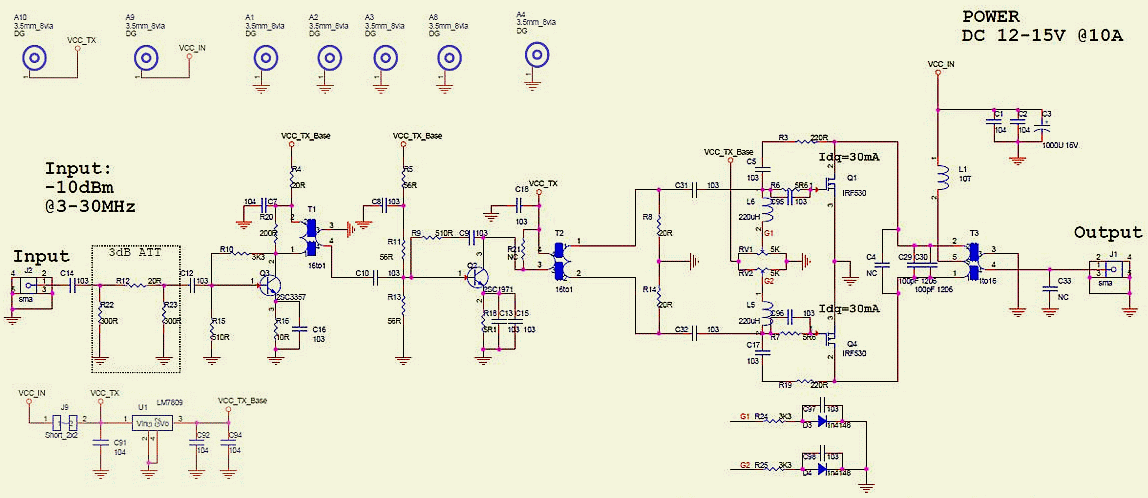 A10
3.5mm_8via
DG
VCC_TX
1
A9
3.5mm_8via
DG
VCC_IN
1
A1
3.5mm_8via
DG
1
A2
3.5mm_8via
DG
1
A3
3.5mm_8via
DG
1
A8
3.5mm_8via
DG
1
A4
3.5mm_8via
DG
1
POWER
DC 12-15V @10A
VCC_IN
C1
104
C2
104
C3
1000U 16V
L1
10T
Input:
-10dBm
@3-30MHz
Input
J2
sma
C14
103
3dB ATT
R12
20R
R22
300R
R23
300R
C12
103
R10
3K3
R15
510R
Q3
2SC3357
R16
10R
C16
103
VCC_TX_Base
R4
20R
104
C7
R20
200R
T1
16to1
VCC_TX_Base
R5
56R
C8
103
R11
56R
C10
103
R13
56R
R9
510R
C9
103
Q2
2SC1971
R18
5R1
C13
103
C15
103
C18
103
VCC_TX
R21
NC
T2
16to1
R8
20R
R14
20R
C31
103
C32
103
VCC_TX_Base
C5
103
R3
220R
Idq=30mA
R6
5R6
C95
103
Q1
IRF530
L6
220uH
G1
RV1
5K
RV2
5K
G2
L5
220uH
C96
103
R7
5R6
Idq=30mA
Q4
IRF530
C17
103
R19
220R
C4
NC
C29
C30
100pF 1206
100pF 1206
T3
1to16
C33
NC
Output
J1
sma
VCC_IN
J9
Short_2x2
VCC_TX
C91
104
U1
LM7809
VCC_TX_Base
C92
104
C94
104
G1
R24
3K3
C97
103
D3
1n4148
G2
R25
3K3
C98
103
D4
1n4148